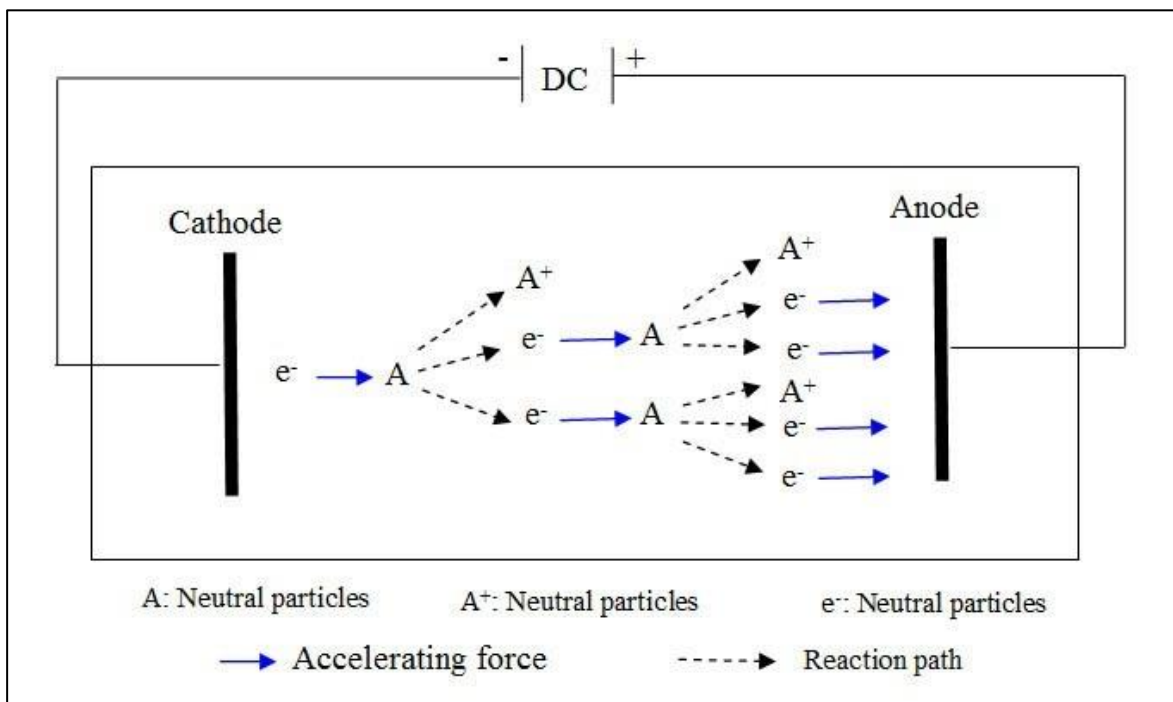 - DC +
Cathode
Anode
A⁺
A⁺
e⁻
e⁻
A
e⁻
e⁻
A
A⁺
e⁻
A
e⁻
e⁻
A: Neutral particles
A⁺: Neutral particles
e⁻: Neutral particles
Accelerating force
Reaction path